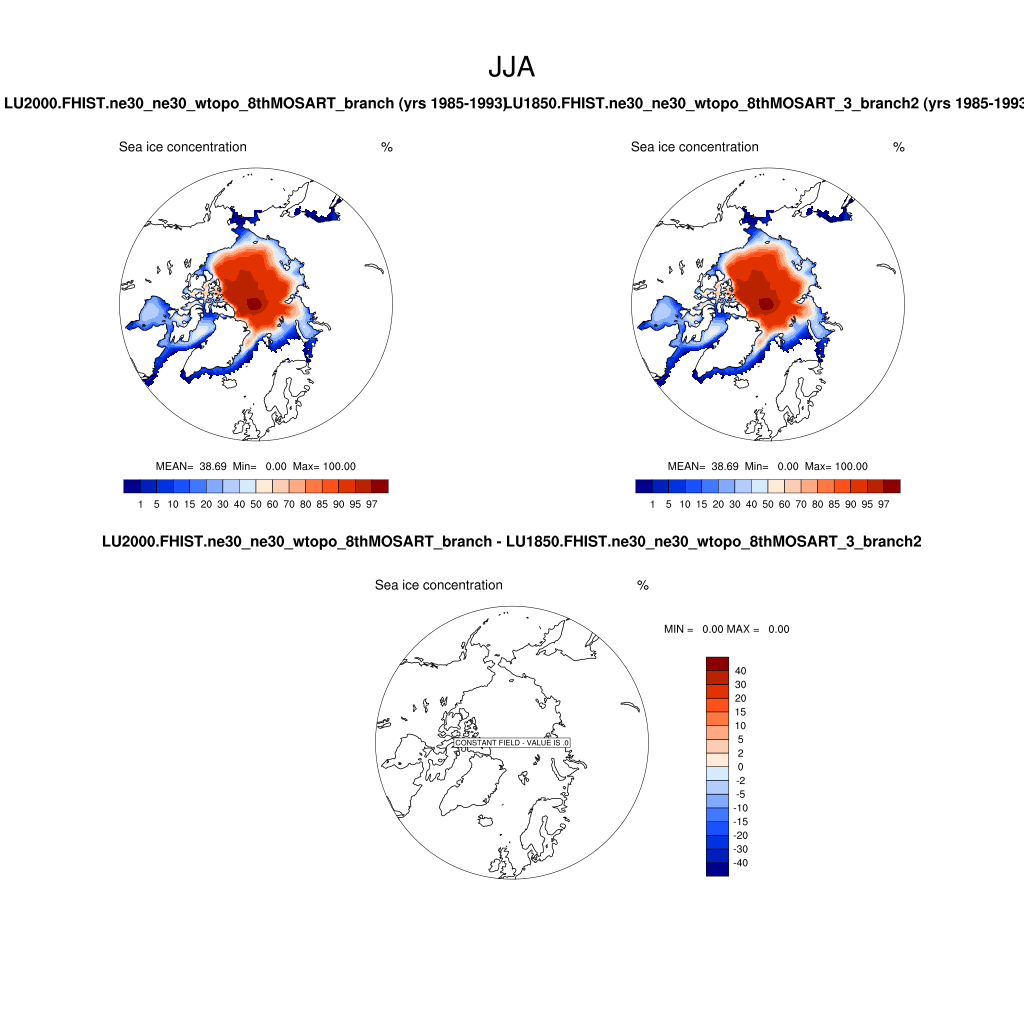 JJA
LU2000.FHIST.ne30_ne30_wtopo_8thMOSART_branch (yrs 1985-1993)
LU1850.FHIST.ne30_ne30_wtopo_8thMOSART_3_branch2 (yrs 1985-1993
Sea ice concentration %
Sea ice concentration %
MEAN= 38.69 Min= 0.00 Max= 100.00
MEAN= 38.69 Min= 0.00 Max= 100.00
1 5 10 15 20 30 40 50 60 70 80 85 90 95 97
1 5 10 15 20 30 40 50 60 70 80 85 90 95 97
LU2000.FHIST.ne30_ne30_wtopo_8thMOSART_branch - LU1850.FHIST.ne30_ne30_wtopo_8thMOSART_3_branch2
Sea ice concentration %
MIN = 0.00 MAX = 0.00
40
30
20
15
10
5
2
0
-2
-5
-10
-15
-20
-30
-40
CONSTANT FIELD - VALUE IS .0